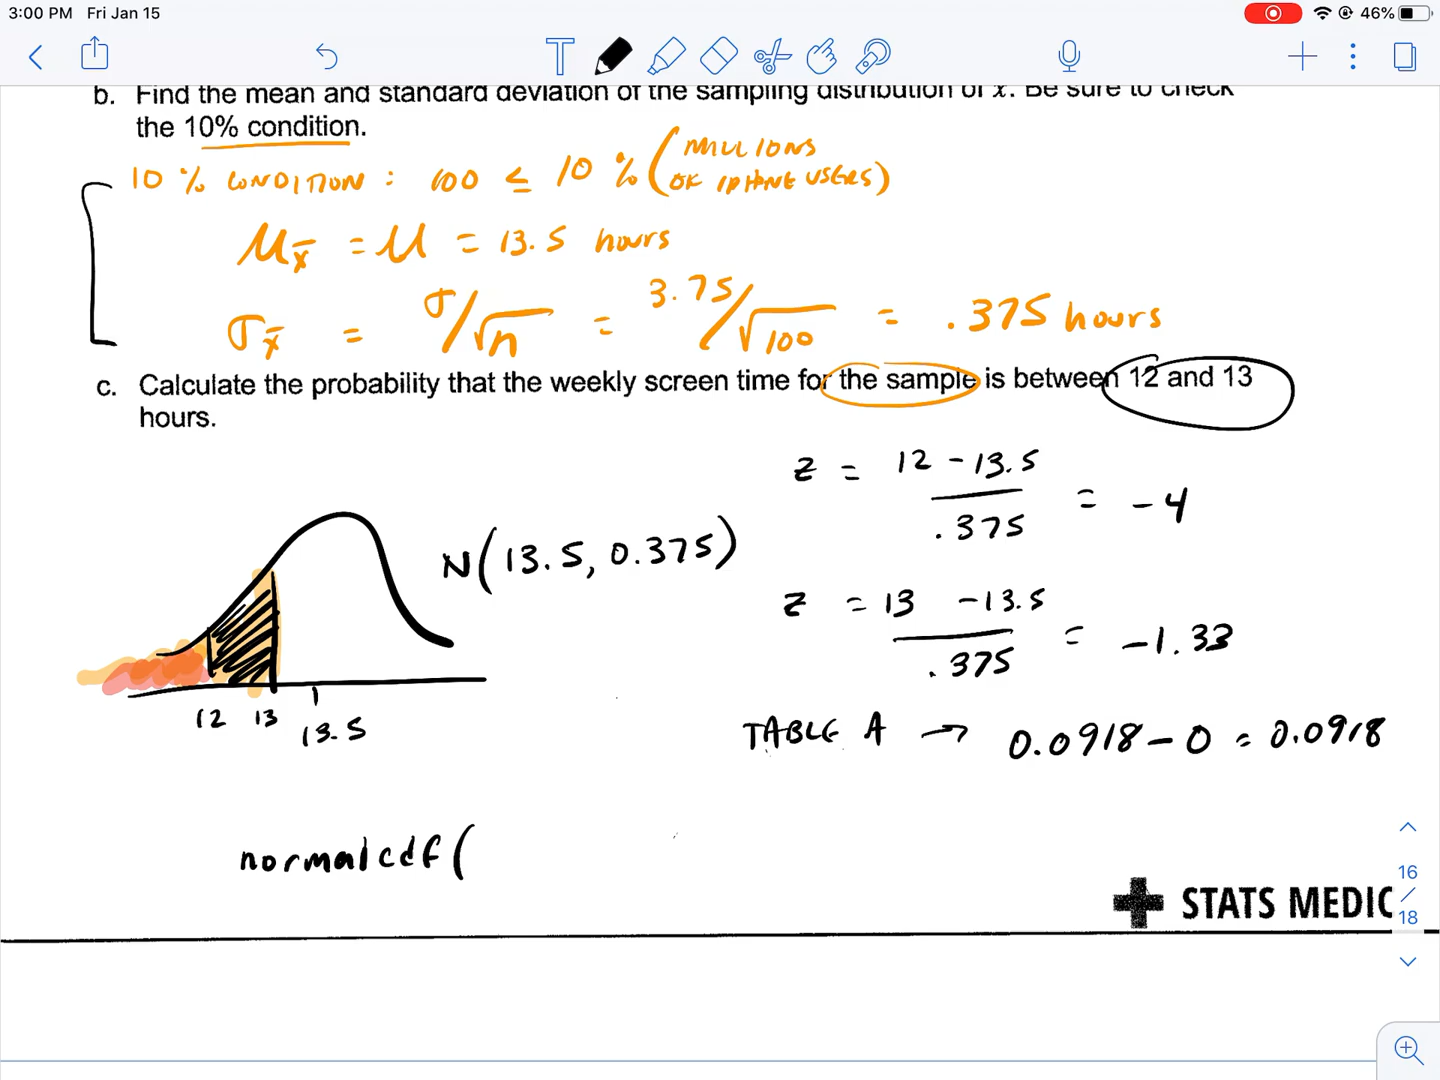 3:00 PM Fri Jan 15
46%
T
b. Find the mean and standard deviation of the sampling distribution of x̄. Be sure to check
the 10% condition.
10 % CONDITION: 100 ≤ 10 % (MILLIONS
OF IPHONE USERS)
μx̄ = μ = 13.5 hours
σx̄ = σ/√n = 3.75/√100 = .375 hours
c. Calculate the probability that the weekly screen time for the sample is between 12 and 13
hours.
z = 12 - 13.5 / .375 = -4
N(13.5, 0.375)
z = 13 - 13.5 / .375 = -1.33
12 13 13.5
TABLE A → 0.0918 - 0 = 0.0918
normalcdf(
STATS MEDIC
16 / 18